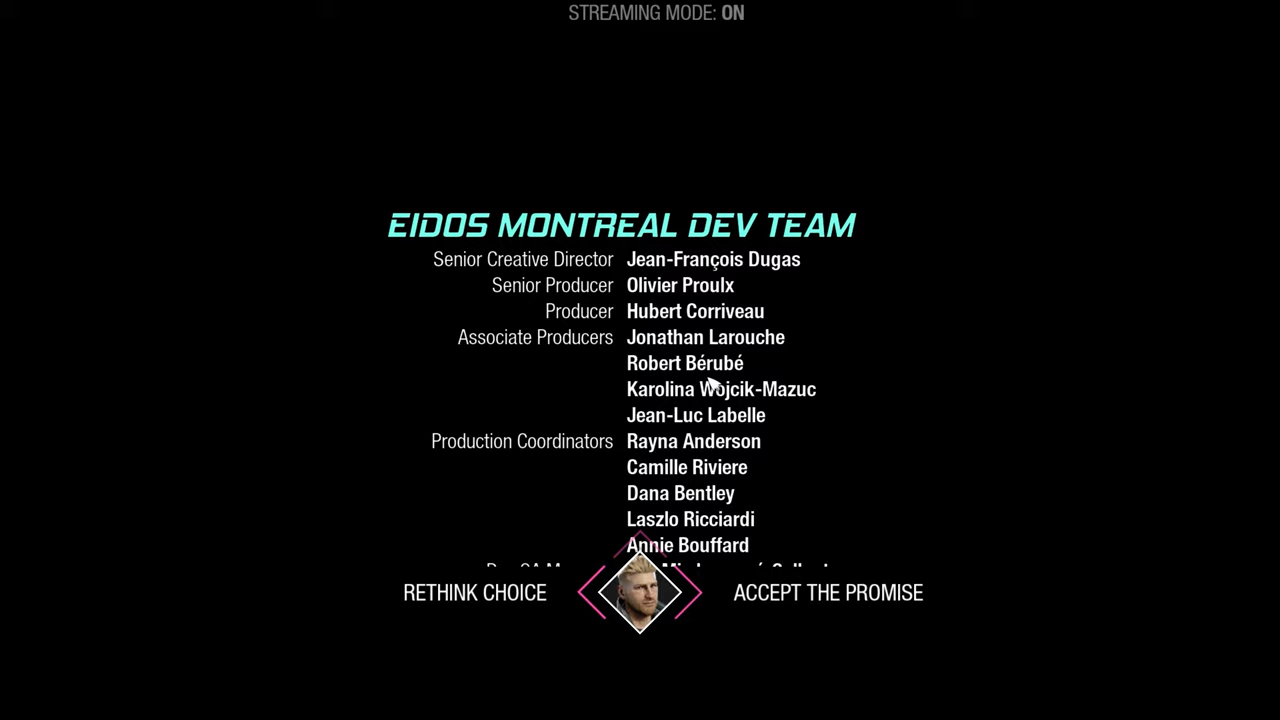 STREAMING MODE: ON
EIDOS MONTREAL DEV TEAM
Senior Creative Director Jean-François Dugas
Senior Producer Olivier Proulx
Producer Hubert Corriveau
Associate Producers Jonathan Larouche
Robert Bérubé
Karolina Wojcik-Mazuc
Jean-Luc Labelle
Production Coordinators Rayna Anderson
Camille Riviere
Dana Bentley
Laszlo Ricciardi
Annie Bouffard
RETHINK CHOICE ACCEPT THE PROMISE